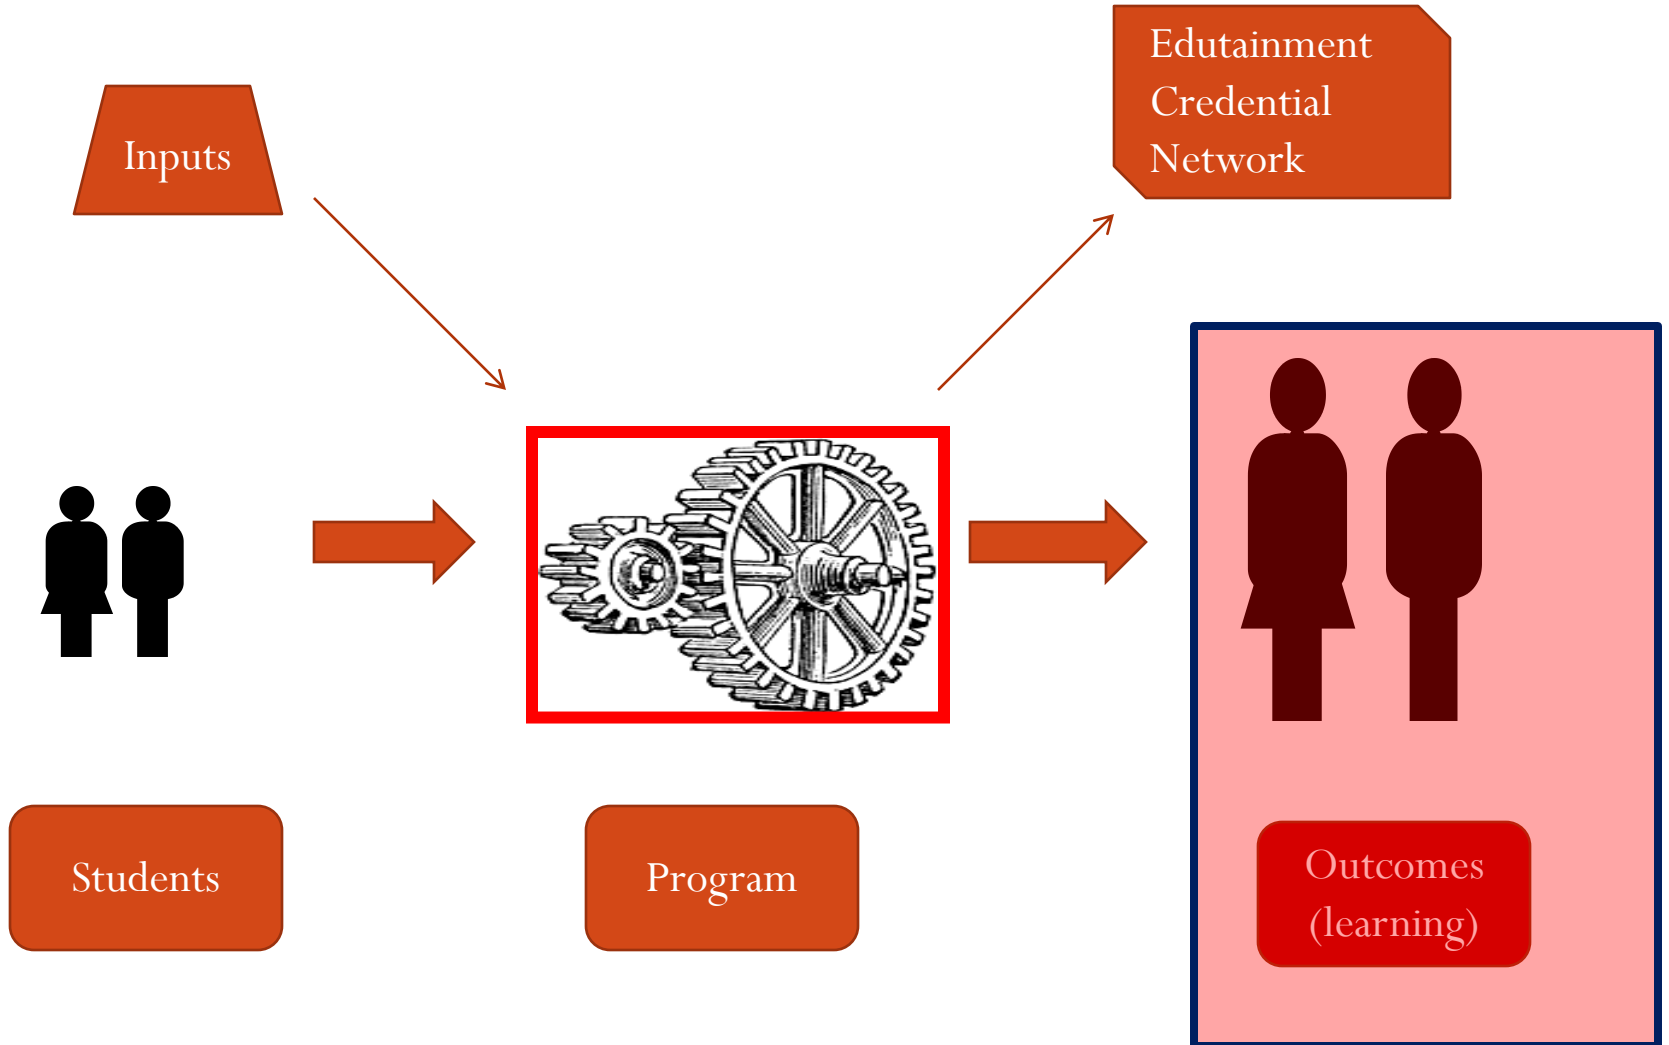 Inputs
Edutainment
Credential
Network
Students
Program
Outcomes
(learning)